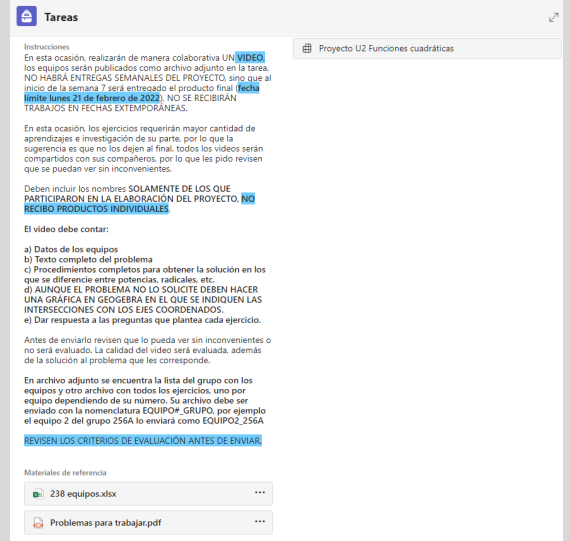 Tareas
Instrucciones
En esta ocasión, realizarán de manera colaborativa UN VIDEO,
los equipos serán publicados como archivo adjunto en la tarea,
NO HABRÁ ENTREGAS SEMANALES DEL PROYECTO, sino que al
inicio de la semana 7 será entregado el producto final (fecha
límite lunes 21 de febrero de 2022), NO SE RECIBIRÁN
TRABAJOS EN FECHAS EXTEMPORÁNEAS.
En esta ocasión, los ejercicios requerirán mayor cantidad de
aprendizajes e investigación de su parte, por lo que la
sugerencia es que no los dejen al final, todos los videos serán
compartidos con sus compañeros, por lo que les pido revisen
que se puedan ver sin inconvenientes.
Deben incluir los nombres SOLAMENTE DE LOS QUE
PARTICIPARON EN LA ELABORACIÓN DEL PROYECTO, NO
RECIBO PRODUCTOS INDIVIDUALES.
El video debe contar:
a) Datos de los equipos
b) Texto completo del problema
c) Procedimientos completos para obtener la solución en los
que se diferencie entre potencias, radicales, etc.
d) AUNQUE EL PROBLEMA NO LO SOLICITE DEBEN HACER
UNA GRÁFICA EN GEOGEBRA EN EL QUE SE INDIQUEN LAS
INTERSECCIONES CON LOS EJES COORDENADOS.
e) Dar respuesta a las preguntas que plantea cada ejercicio.
Antes de enviarlo revisen que lo pueda ver sin inconvenientes o
no será evaluado. La calidad del video será evaluada, además
de la solución al problema que les corresponde.
En archivo adjunto se encuentra la lista del grupo con los
equipos y otro archivo con todos los ejercicios, uno por
equipo dependiendo de su número. Su archivo debe ser
enviado con la nomenclatura EQUIPO#_GRUPO, por ejemplo
el equipo 2 del grupo 256A lo enviará como EQUIPO2_256A
REVISEN LOS CRITERIOS DE EVALUACIÓN ANTES DE ENVIAR.
Materiales de referencia
238 equipos.xlsx
Problemas para trabajar.pdf
Proyecto U2 Funciones cuadráticas